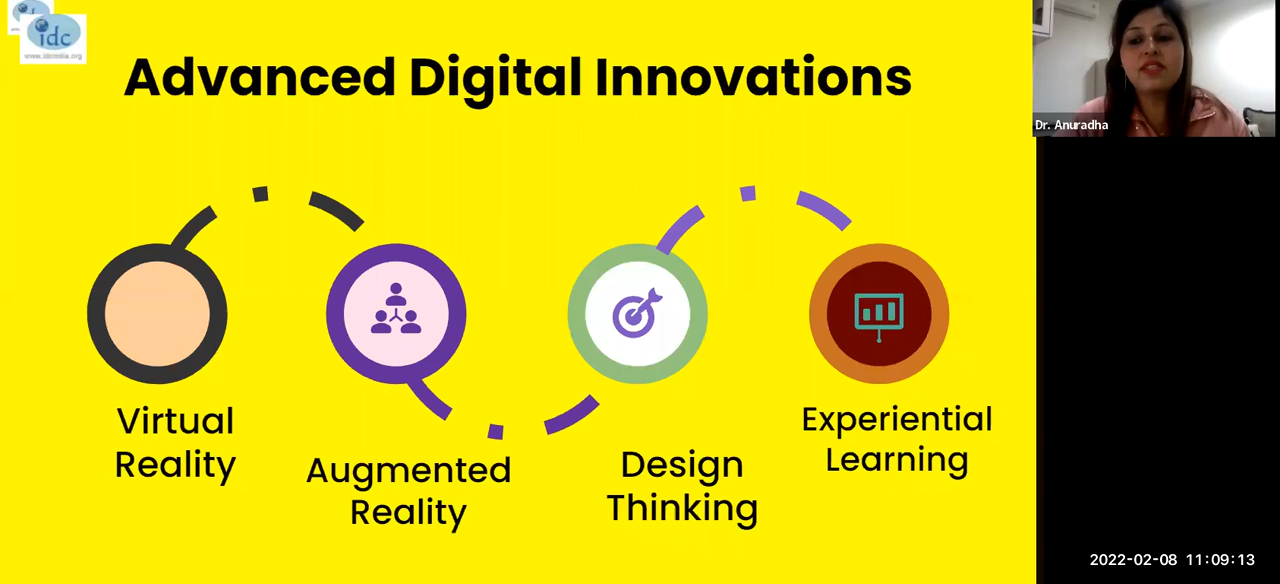 idc
www.idcindia.org
Advanced Digital Innovations
Dr. Anuradha
Virtual
Reality
Augmented
Reality
Design
Thinking
Experiential
Learning
2022-02-08 11:09:13